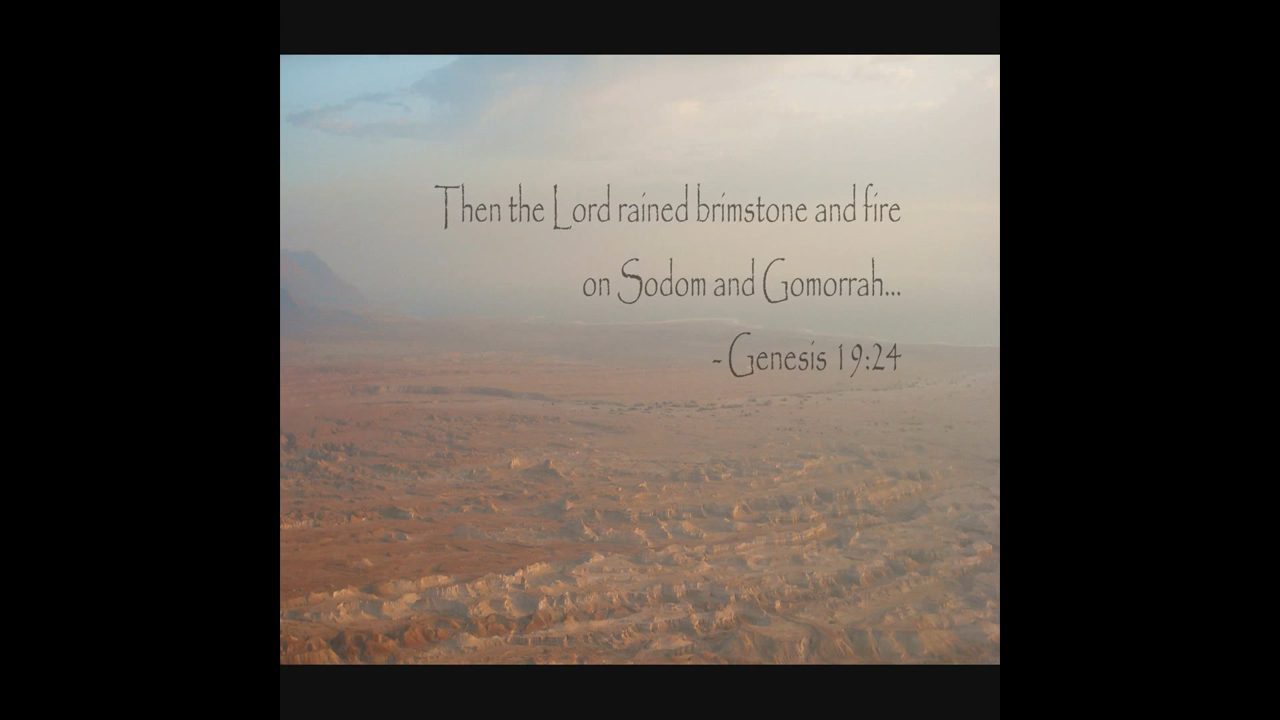 Then the Lord rained brimstone and fire
on Sodom and Gomorrah...
- Genesis 19:24